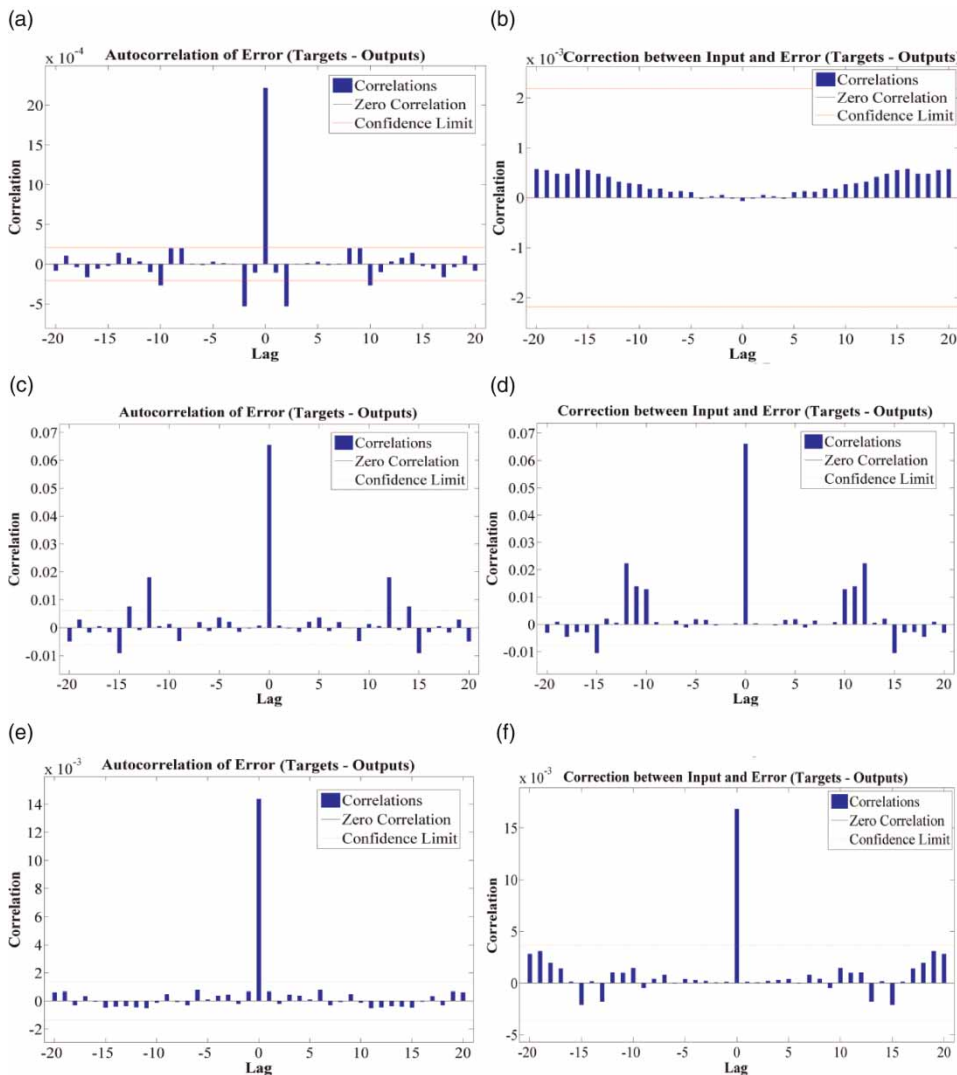 (a)
x 10⁻⁴ Autocorrelation of Error (Targets - Outputs)
Correlations
Zero Correlation
Confidence Limit
20
15
10
5
0
-5
Correlation
-20 -15 -10 -5 0 5 10 15 20
Lag
(b)
x 10⁻³ Correction between Input and Error (Targets - Outputs)
Correlations
Zero Correlation
Confidence Limit
2
1
0
-1
-2
Correlation
-20 -15 -10 -5 0 5 10 15 20
Lag
(c)
Autocorrelation of Error (Targets - Outputs)
Correlations
Zero Correlation
Confidence Limit
0.07
0.06
0.05
0.04
0.03
0.02
0.01
0
-0.01
Correlation
-20 -15 -10 -5 0 5 10 15 20
Lag
(d)
Correction between Input and Error (Targets - Outputs)
Correlations
Zero Correlation
Confidence Limit
0.07
0.06
0.05
0.04
0.03
0.02
0.01
0
-0.01
Correlation
-20 -15 -10 -5 0 5 10 15 20
Lag
(e)
x 10⁻³ Autocorrelation of Error (Targets - Outputs)
Correlations
Zero Correlation
Confidence Limit
14
12
10
8
6
4
2
0
-2
Correlation
-20 -15 -10 -5 0 5 10 15 20
Lag
(f)
x 10⁻³ Correction between Input and Error (Targets - Outputs)
Correlations
Zero Correlation
Confidence Limit
15
10
5
0
-5
Correlation
-20 -15 -10 -5 0 5 10 15 20
Lag